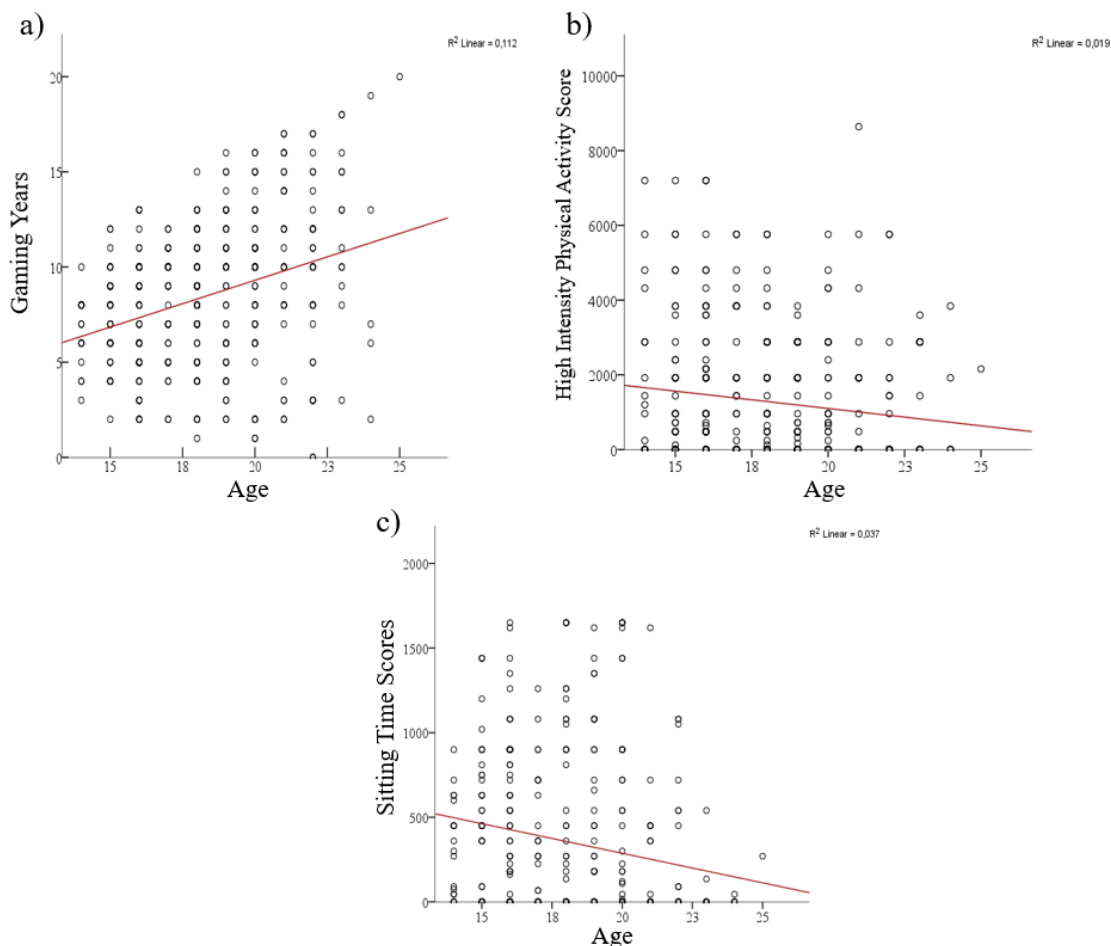 a)
R² Linear = 0,112
Gaming Years
20
15
10
5
0
15
18
20
23
25
Age
b)
R² Linear = 0,019
High Intensity Physical Activity Score
10000
8000
6000
4000
2000
0
15
18
20
23
25
Age
c)
R² Linear = 0,037
Sitting Time Scores
2000
1500
1000
500
0
15
18
20
23
25
Age